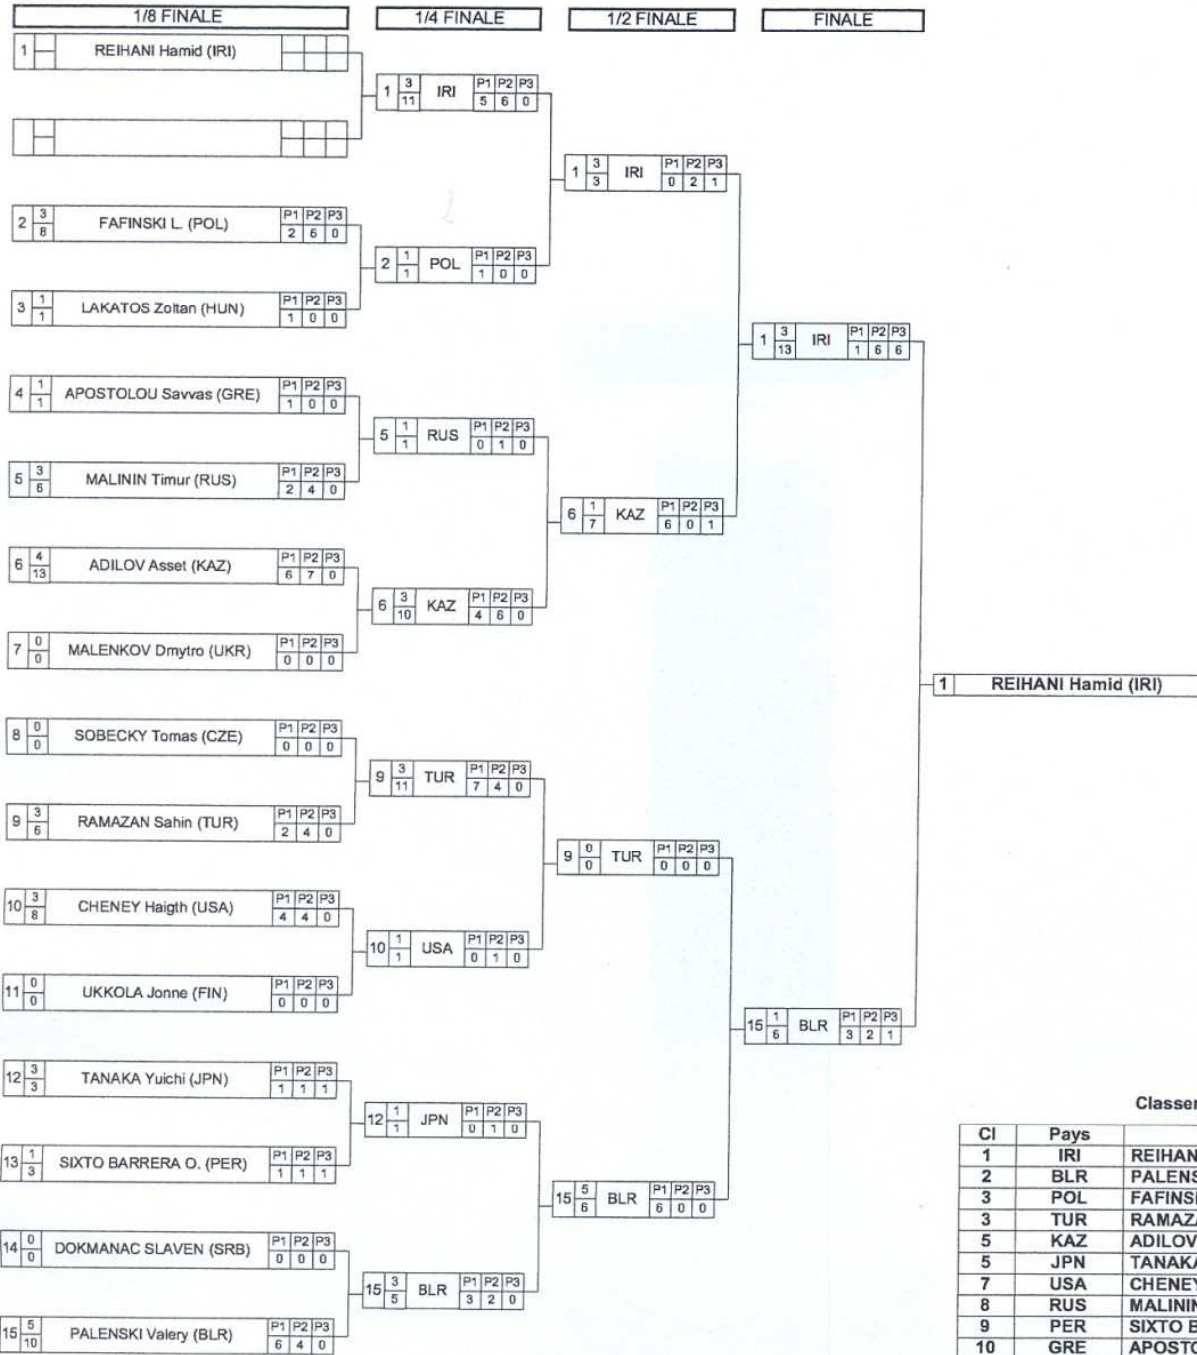 1/8 FINALE 1/4 FINALE 1/2 FINALE FINALE
1 REIHANI Hamid (IRI)
1 3 11 IRI P1 P2 P3 5 6 0
1 3 3 IRI P1 P2 P3 0 2 1
2 3 8 FAFINSKI L. (POL) P1 P2 P3 2 6 0
2 1 1 POL P1 P2 P3 1 0 0
3 1 1 LAKATOS Zoltan (HUN) P1 P2 P3 1 0 0
1 3 13 IRI P1 P2 P3 1 6 6
4 1 1 APOSTOLOU Savvas (GRE) P1 P2 P3 1 0 0
5 1 1 RUS P1 P2 P3 0 1 0
5 3 6 MALININ Timur (RUS) P1 P2 P3 2 4 0
6 1 7 KAZ P1 P2 P3 6 0 1
6 4 13 ADILOV Asset (KAZ) P1 P2 P3 6 7 0
6 3 10 KAZ P1 P2 P3 4 6 0
7 0 0 MALENKOV Dmytro (UKR) P1 P2 P3 0 0 0
1 REIHANI Hamid (IRI)
8 0 0 SOBECKY Tomas (CZE) P1 P2 P3 0 0 0
9 3 11 TUR P1 P2 P3 7 4 0
9 3 6 RAMAZAN Sahin (TUR) P1 P2 P3 2 4 0
9 0 0 TUR P1 P2 P3 0 0 0
10 3 8 CHENEY Haigth (USA) P1 P2 P3 4 4 0
10 1 1 USA P1 P2 P3 0 1 0
11 0 0 UKKOLA Jonne (FIN) P1 P2 P3 0 0 0
15 1 6 BLR P1 P2 P3 3 2 1
12 3 3 TANAKA Yuichi (JPN) P1 P2 P3 1 1 1
12 1 1 JPN P1 P2 P3 0 1 0
13 1 3 SIXTO BARRERA O. (PER) P1 P2 P3 1 1 1
15 5 6 BLR P1 P2 P3 6 0 0
14 0 0 DOKMANAC SLAVEN (SRB) P1 P2 P3 0 0 0
15 3 5 BLR P1 P2 P3 3 2 0
15 5 10 PALENSKI Valery (BLR) P1 P2 P3 6 4 0
Classe
Cl Pays
1 IRI REIHAN
2 BLR PALENS
3 POL FAFINS
3 TUR RAMAZ
5 KAZ ADILOV
5 JPN TANAKA
7 USA CHENEY
8 RUS MALININ
9 PER SIXTO B
10 GRE APOSTO